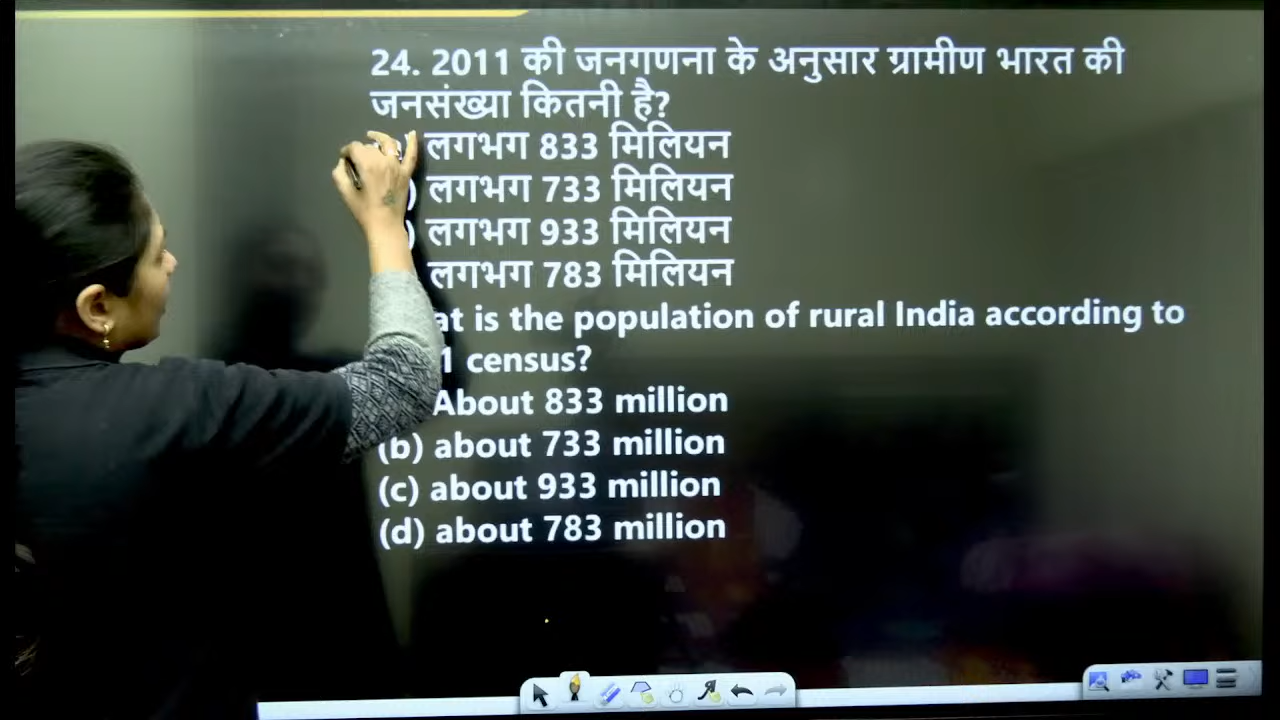 24. 2011 की जनगणना के अनुसार ग्रामीण भारत की
जनसंख्या कितनी है?
) लगभग 833 मिलियन
) लगभग 733 मिलियन
) लगभग 933 मिलियन
लगभग 783 मिलियन
at is the population of rural India according to
1 census?
About 833 million
(b) about 733 million
(c) about 933 million
(d) about 783 million